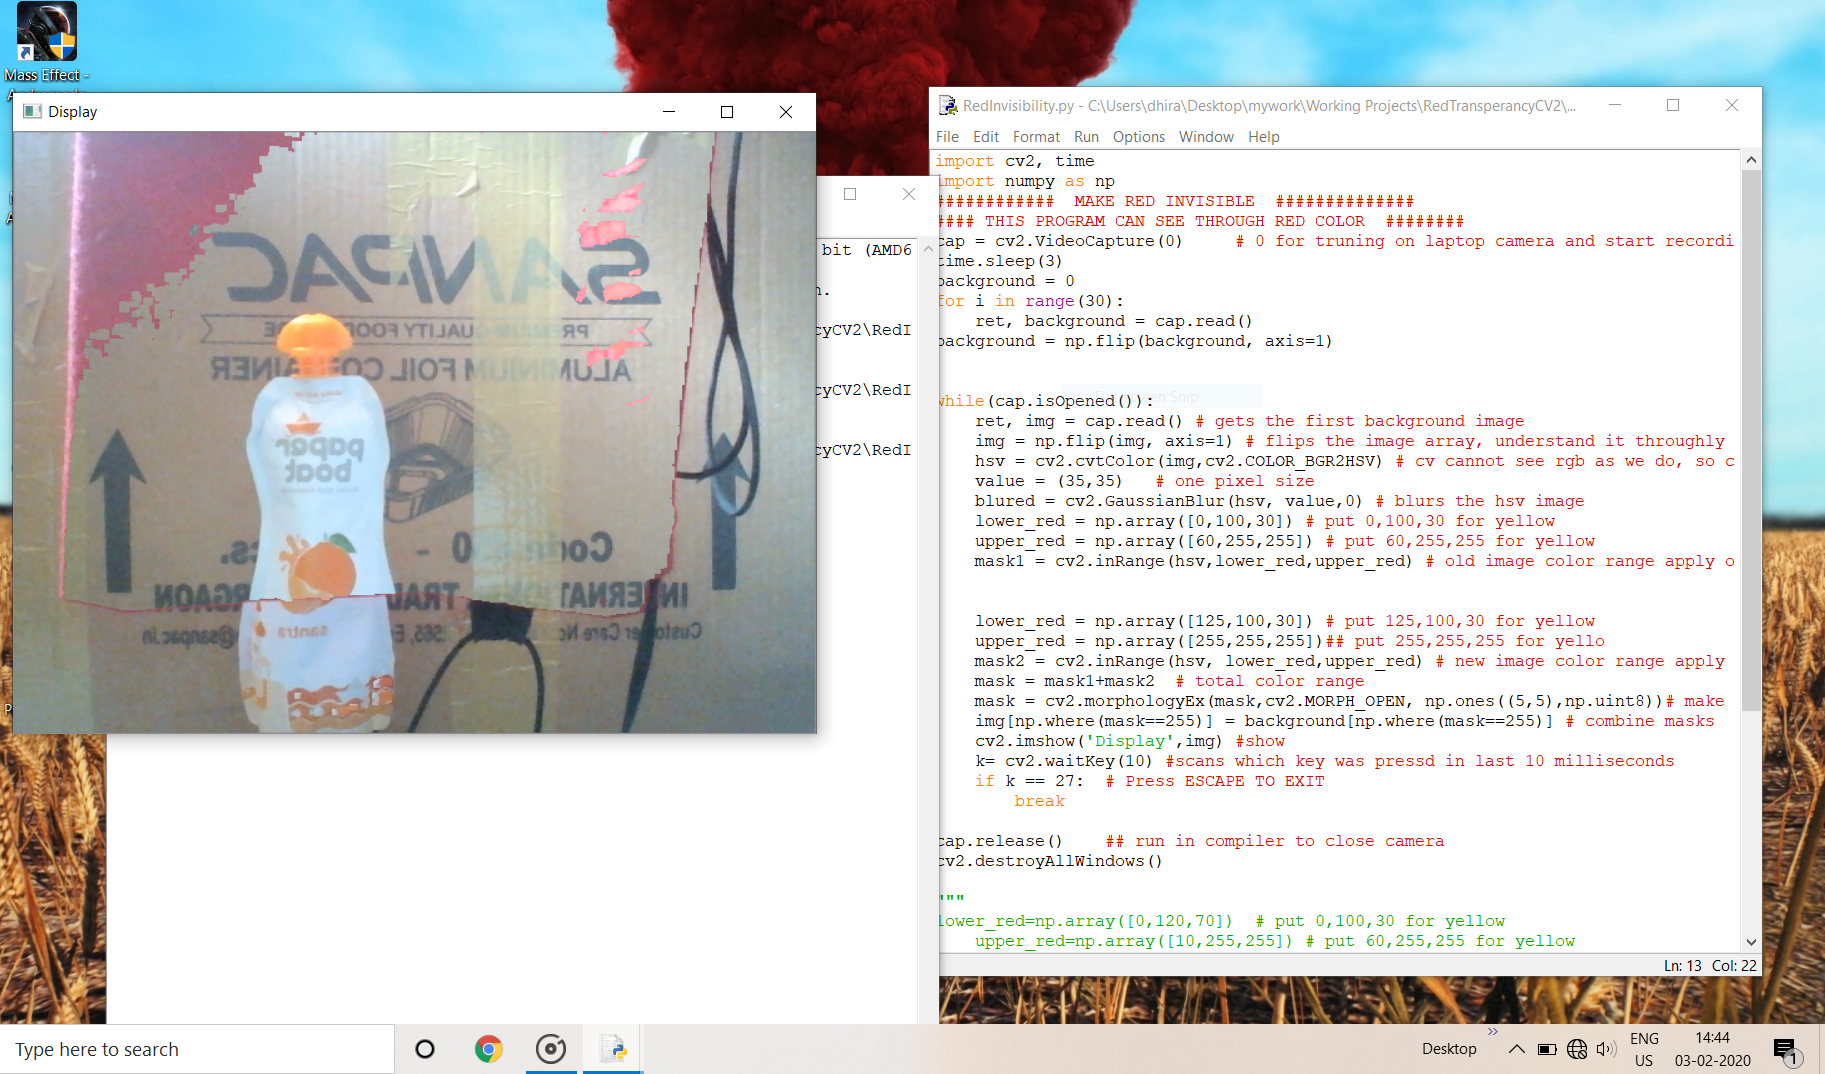 Mass Effect -
Display
SANPAC
PREMIUM QUALITY FOOD
ALUMINIUM FOIL CONTAINER
paper
boat
santra
bit (AMD6
n.
cyCV2\RedI
cyCV2\RedI
cyCV2\RedI
RedInvisibility.py - C:\Users\dhira\Desktop\mywork\Working Projects\RedTransperancyCV2\...
File Edit Format Run Options Window Help
import cv2, time
import numpy as np
############ MAKE RED INVISIBLE ##############
#### THIS PROGRAM CAN SEE THROUGH RED COLOR ########
cap = cv2.VideoCapture(0) # 0 for truning on laptop camera and start recordi
time.sleep(3)
background = 0
for i in range(30):
ret, background = cap.read()
background = np.flip(background, axis=1)
while(cap.isOpened()):
ret, img = cap.read() # gets the first background image
img = np.flip(img, axis=1) # flips the image array, understand it throughly
hsv = cv2.cvtColor(img,cv2.COLOR_BGR2HSV) # cv cannot see rgb as we do, so c
value = (35,35) # one pixel size
blured = cv2.GaussianBlur(hsv, value,0) # blurs the hsv image
lower_red = np.array([0,100,30]) # put 0,100,30 for yellow
upper_red = np.array([60,255,255]) # put 60,255,255 for yellow
mask1 = cv2.inRange(hsv,lower_red,upper_red) # old image color range apply o
lower_red = np.array([125,100,30]) # put 125,100,30 for yellow
upper_red = np.array([255,255,255])## put 255,255,255 for yello
mask2 = cv2.inRange(hsv, lower_red,upper_red) # new image color range apply
mask = mask1+mask2 # total color range
mask = cv2.morphologyEx(mask,cv2.MORPH_OPEN, np.ones((5,5),np.uint8))# make
img[np.where(mask==255)] = background[np.where(mask==255)] # combine masks
cv2.imshow('Display',img) #show
k= cv2.waitKey(10) #scans which key was pressd in last 10 milliseconds
if k == 27: # Press ESCAPE TO EXIT
break
cap.release() ## run in compiler to close camera
cv2.destroyAllWindows()
"""
lower_red=np.array([0,120,70]) # put 0,100,30 for yellow
upper_red=np.array([10,255,255]) # put 60,255,255 for yellow
Ln: 13 Col: 22
Type here to search
Desktop
ENG
US
14:44
03-02-2020
1